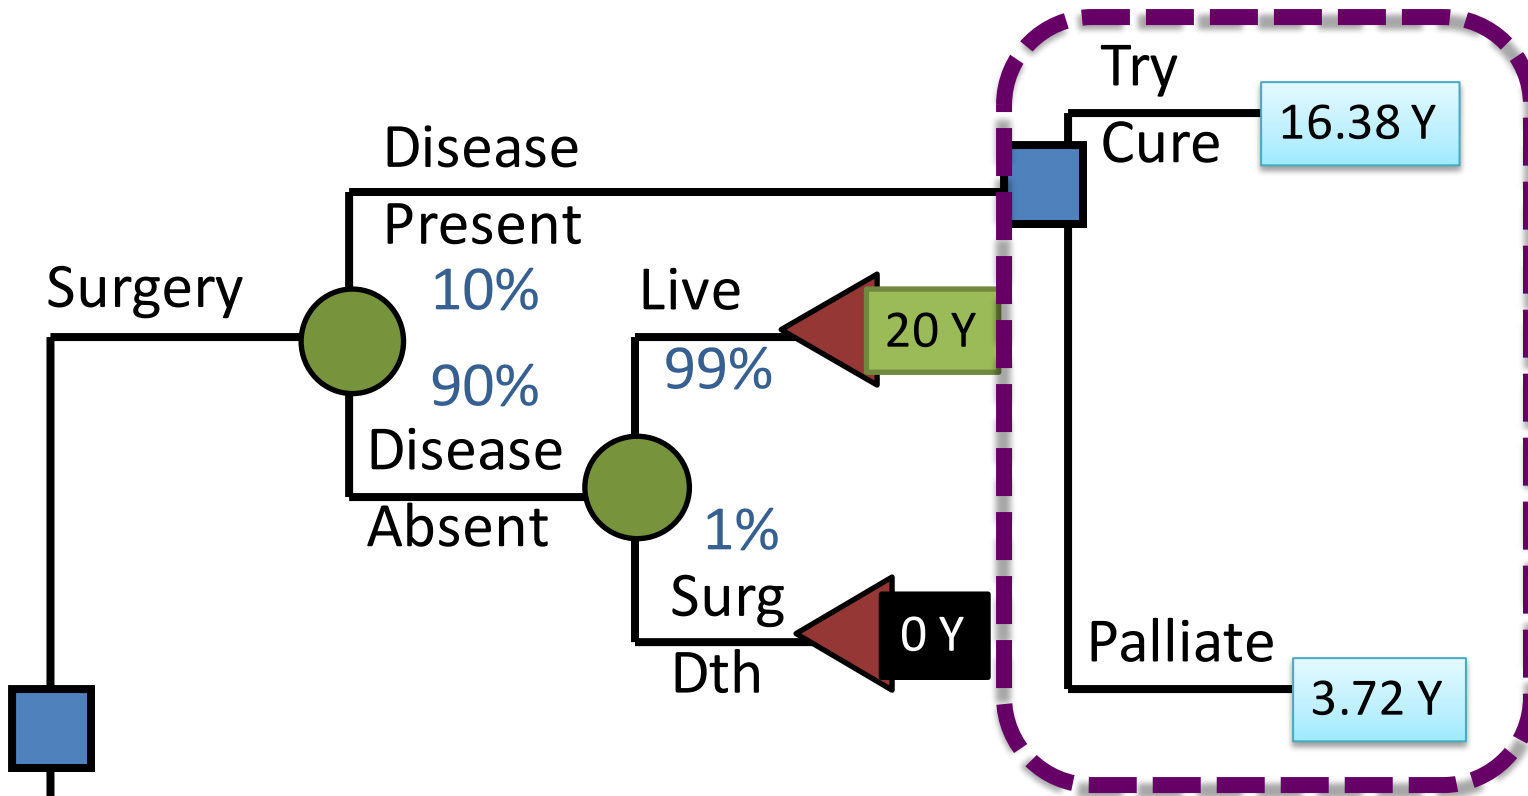 Try
Cure
16.38 Y
Disease
Present
10%
Surgery
Live
99%
20 Y
90%
Disease
Absent
1%
Surg
Dth
0 Y
Palliate
3.72 Y